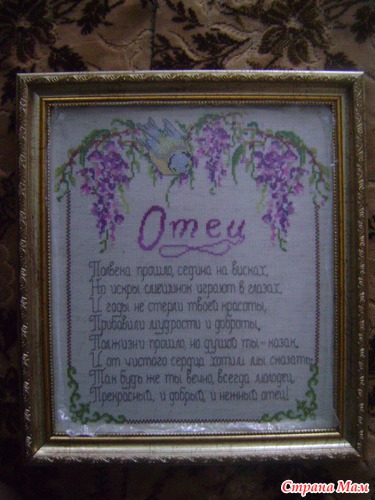 Отец
Полвека прошло, седина на висках,
Но искры смешинок играют в глазах,
И годы не стерли твоей красоты,
Прибавили мудрости и доброты,
Полжизни прошло, но душой ты - казак
И от чистого сердца хотим мы сказать:
Так будь же ты вечно, всегда молодец,
Прекрасный, и добрый, и нежный отец!
Страна Мам